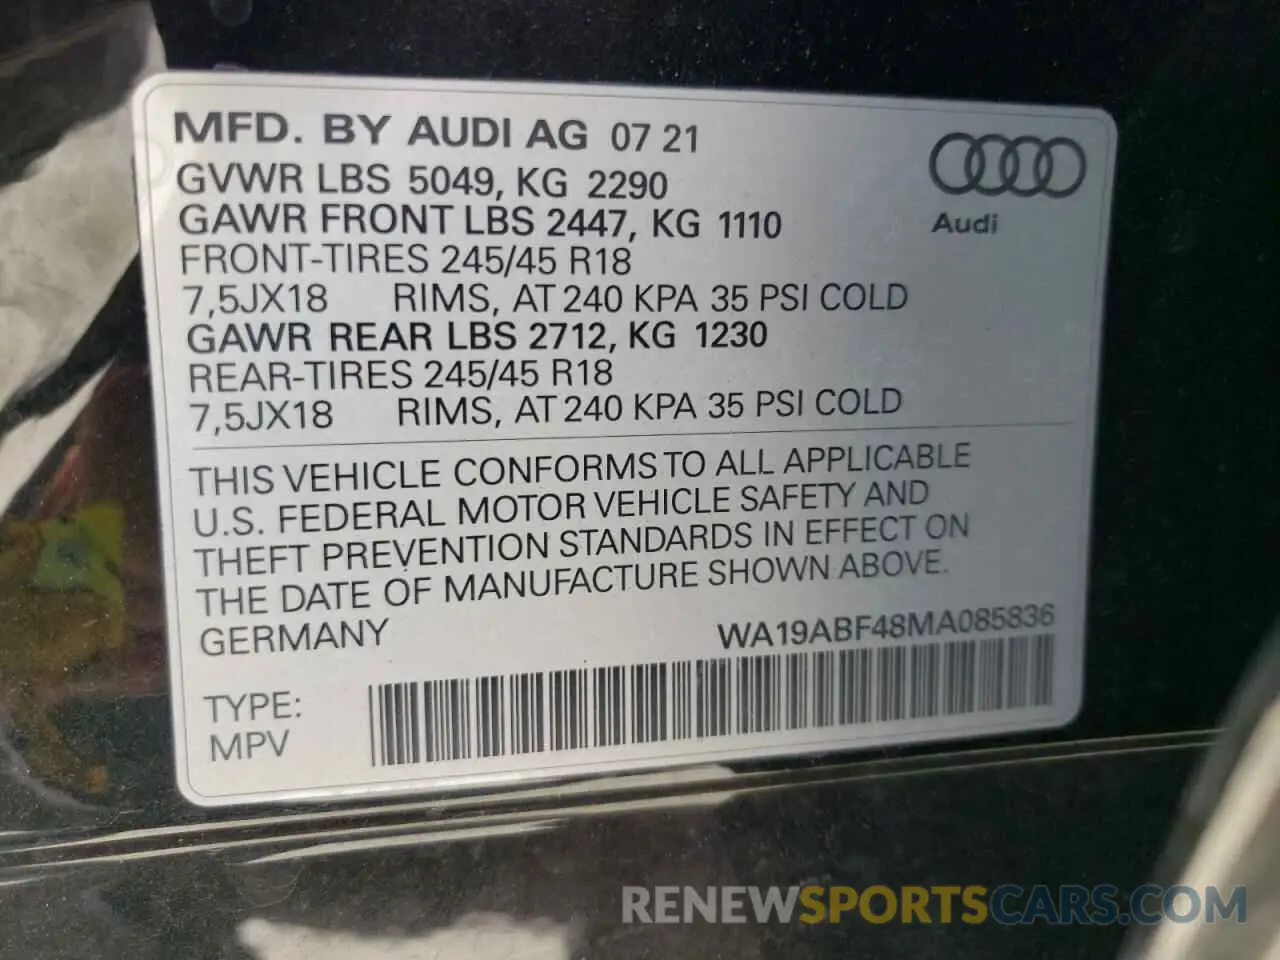 MFD. BY AUDI AG 07 21
GVWR LBS 5049, KG 2290
GAWR FRONT LBS 2447, KG 1110
FRONT-TIRES 245/45 R18
7,5JX18 RIMS, AT 240 KPA 35 PSI COLD
GAWR REAR LBS 2712, KG 1230
REAR-TIRES 245/45 R18
7,5JX18 RIMS, AT 240 KPA 35 PSI COLD
Audi
THIS VEHICLE CONFORMS TO ALL APPLICABLE
U.S. FEDERAL MOTOR VEHICLE SAFETY AND
THEFT PREVENTION STANDARDS IN EFFECT ON
THE DATE OF MANUFACTURE SHOWN ABOVE.
GERMANY WA19ABF48MA085836
TYPE:
MPV
RENEWSPORTSCARS.COM